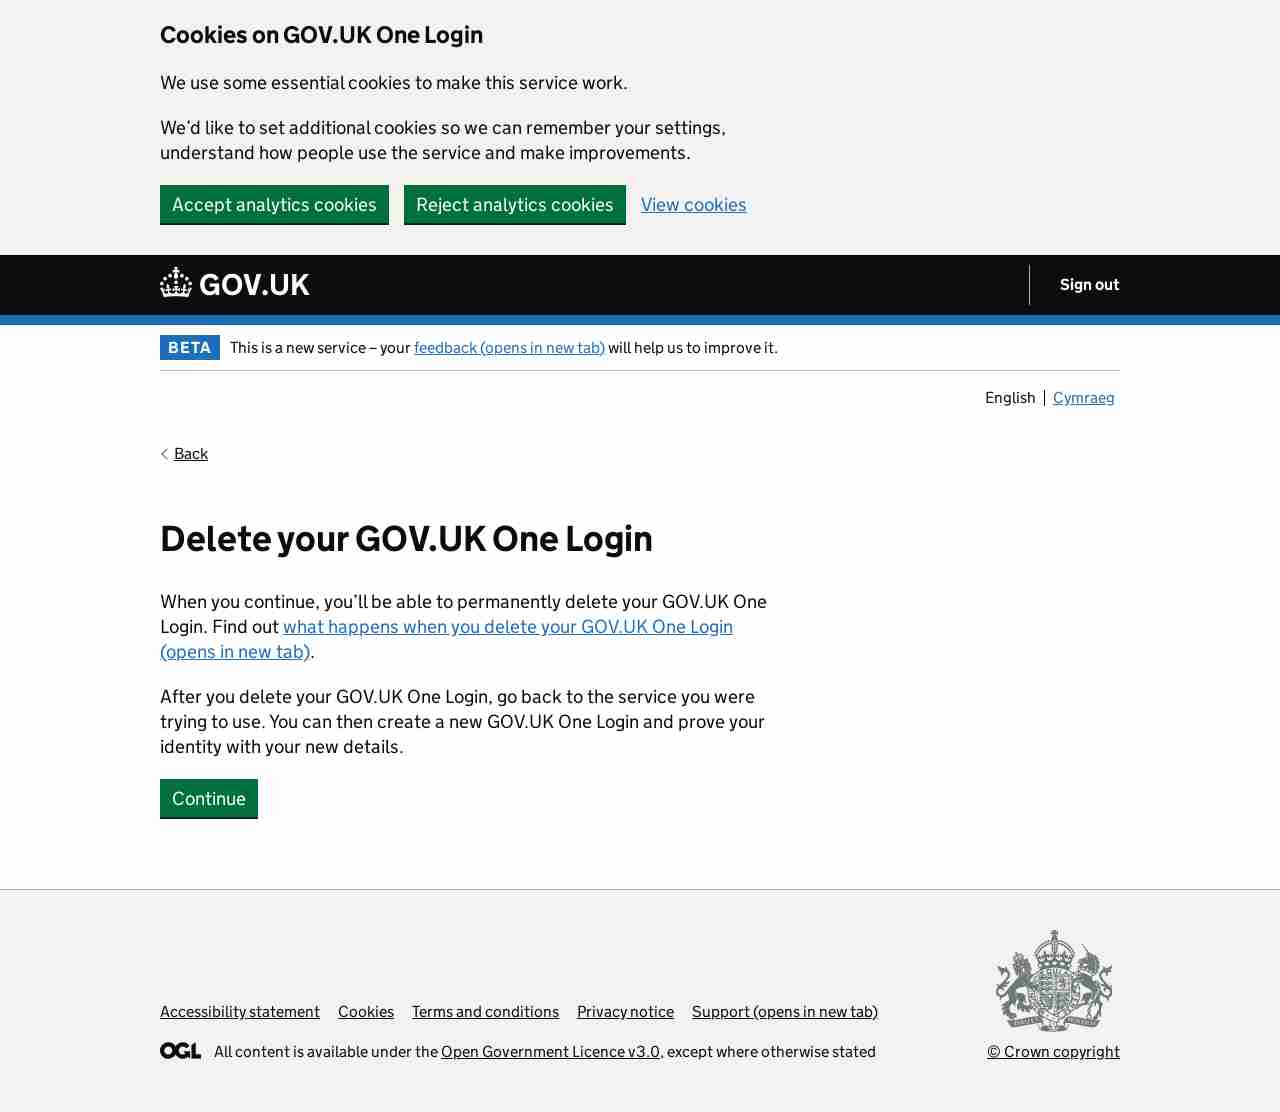 Cookies on GOV.UK One Login
We use some essential cookies to make this service work.
We’d like to set additional cookies so we can remember your settings,
understand how people use the service and make improvements.
Accept analytics cookies Reject analytics cookies View cookies
GOV.UK Sign out
BETA This is a new service – your feedback (opens in new tab) will help us to improve it.
English Cymraeg
Back
Delete your GOV.UK One Login
When you continue, you’ll be able to permanently delete your GOV.UK One
Login. Find out what happens when you delete your GOV.UK One Login
(opens in new tab).
After you delete your GOV.UK One Login, go back to the service you were
trying to use. You can then create a new GOV.UK One Login and prove your
identity with your new details.
Continue
Accessibility statement Cookies Terms and conditions Privacy notice Support (opens in new tab)
OGL All content is available under the Open Government Licence v3.0, except where otherwise stated
© Crown copyright